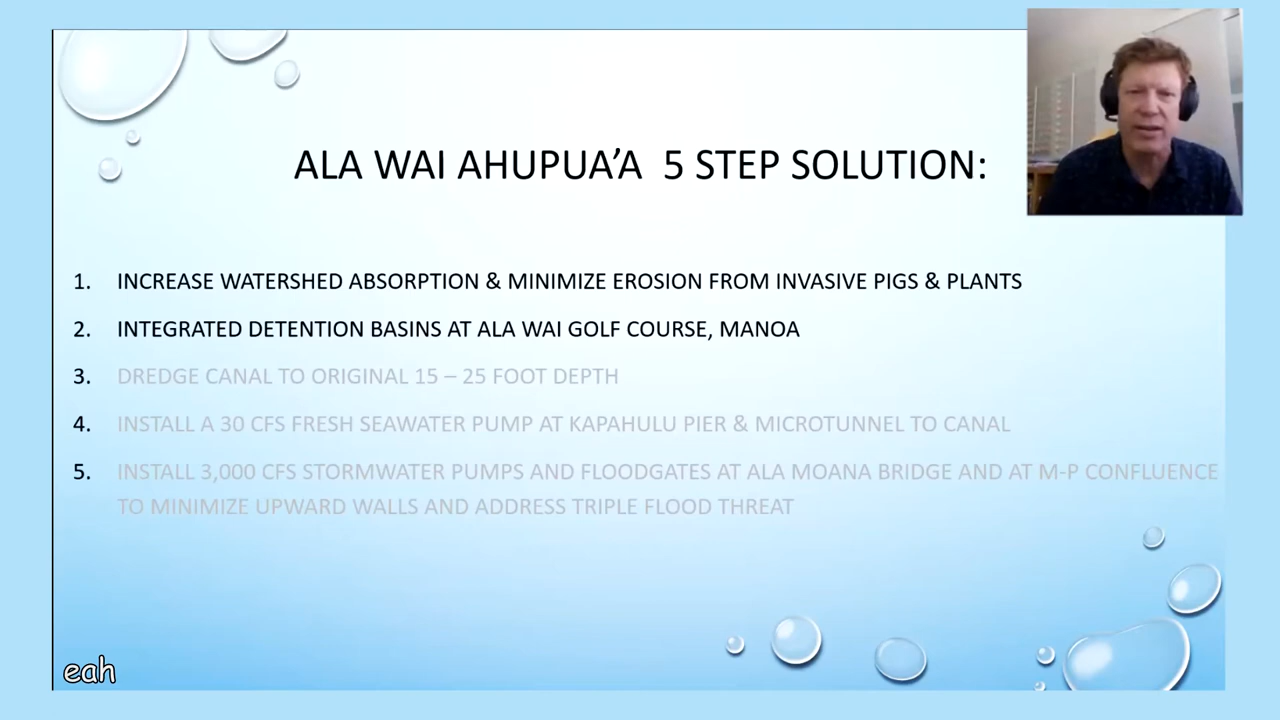 ALA WAI AHUPUA’A  5 STEP SOLUTION:
1. INCREASE WATERSHED ABSORPTION & MINIMIZE EROSION FROM INVASIVE PIGS & PLANTS
2. INTEGRATED DETENTION BASINS AT ALA WAI GOLF COURSE, MANOA
3. DREDGE CANAL TO ORIGINAL 15 – 25 FOOT DEPTH
4. INSTALL A 30 CFS FRESH SEAWATER PUMP AT KAPAHULU PIER & MICROTUNNEL TO CANAL
5. INSTALL 3,000 CFS STORMWATER PUMPS AND FLOODGATES AT ALA MOANA BRIDGE AND AT M-P CONFLUENCE
TO MINIMIZE UPWARD WALLS AND ADDRESS TRIPLE FLOOD THREAT
eah